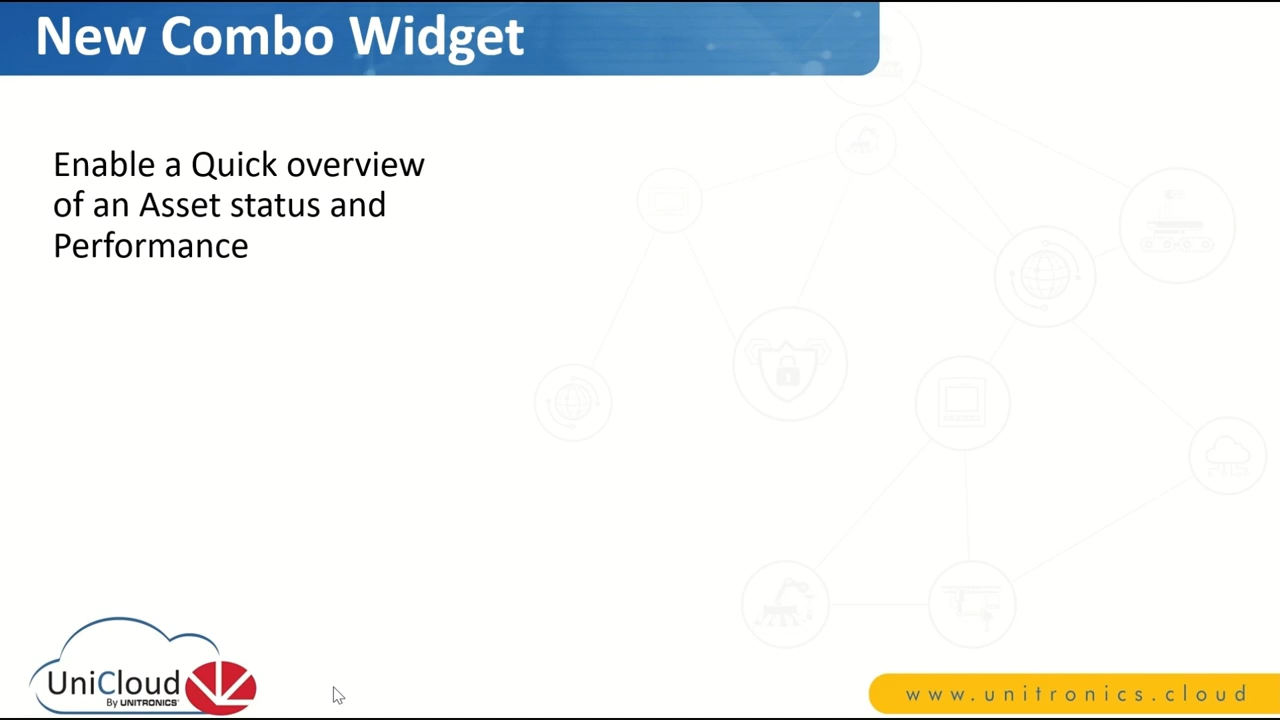 New Combo Widget
Enable a Quick overview
of an Asset status and
Performance
UniCloud
By UNITRONICS
www.unitronics.cloud